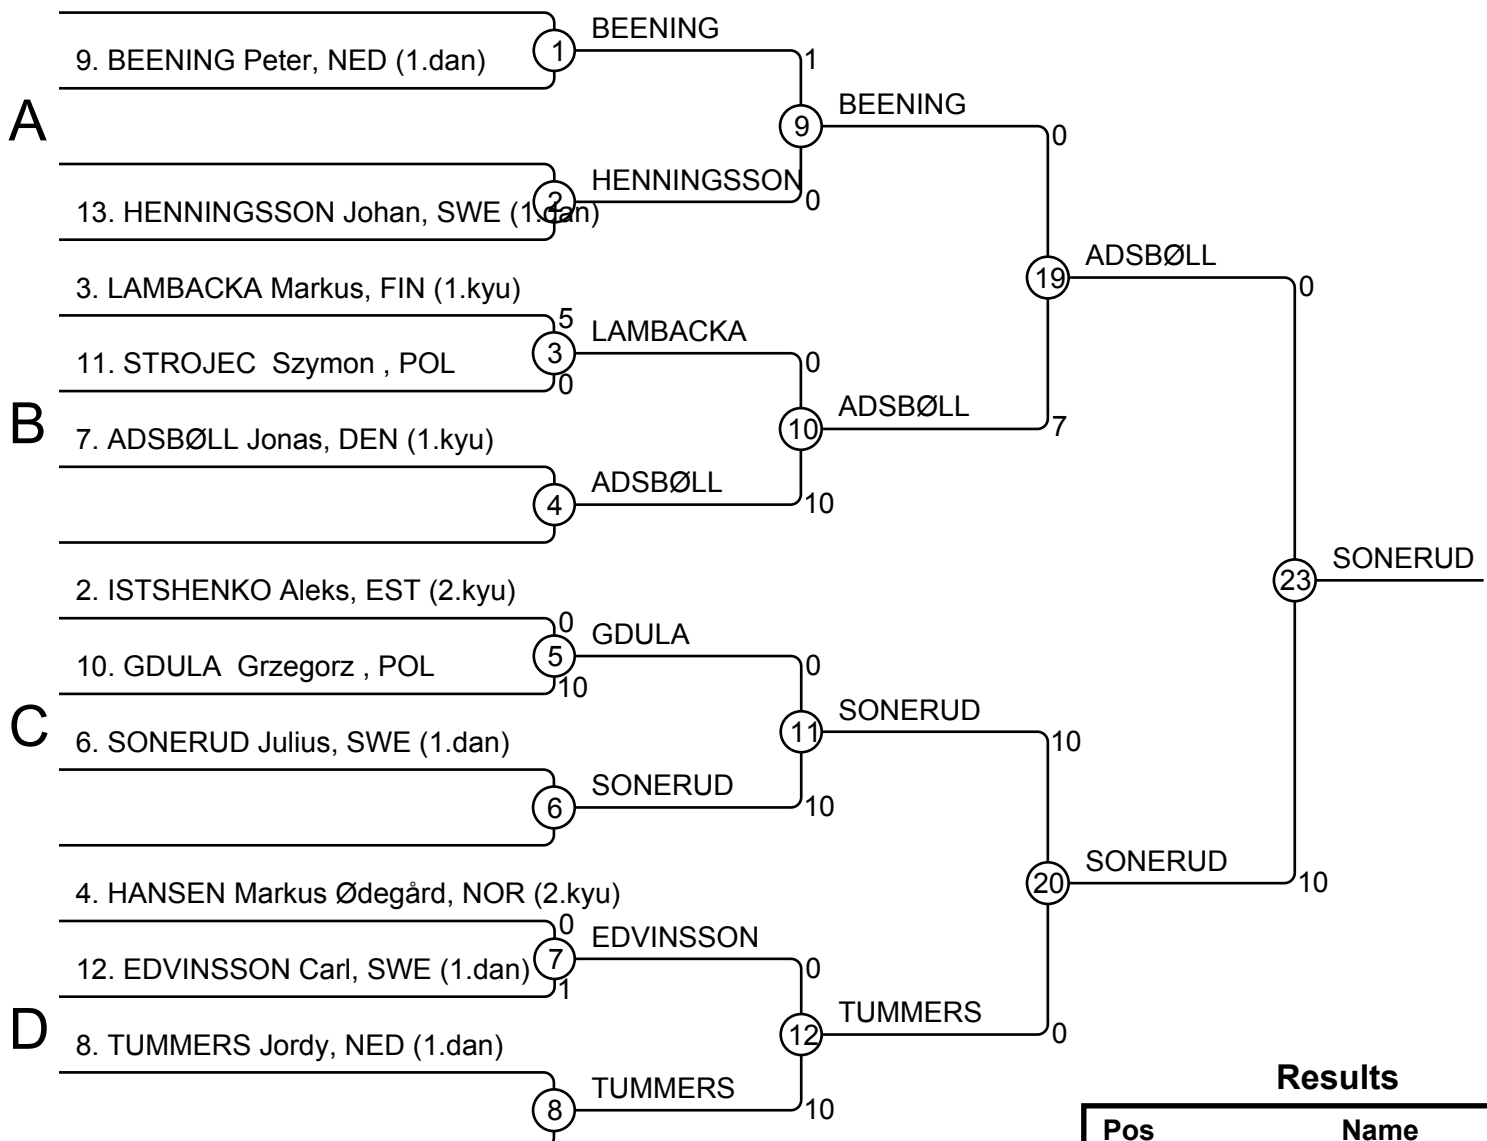 BEENING
9. BEENING Peter, NED (1.dan)
1
1
A
BEENING
9
0
HENNINGSSON
2
0
13. HENNINGSSON Johan, SWE (1.dan)
ADSBØLL
19
0
3. LAMBACKA Markus, FIN (1.kyu)
5
LAMBACKA
3
0
11. STROJEC Szymon , POL
0
ADSBØLL
10
7
B
7. ADSBØLL Jonas, DEN (1.kyu)
ADSBØLL
4
10
SONERUD
23
2. ISTSHENKO Aleks, EST (2.kyu)
0
GDULA
5
0
10. GDULA Grzegorz , POL
10
SONERUD
11
10
C
6. SONERUD Julius, SWE (1.dan)
SONERUD
6
10
SONERUD
20
10
4. HANSEN Markus Ødegård, NOR (2.kyu)
0
EDVINSSON
7
0
12. EDVINSSON Carl, SWE (1.dan)
1
TUMMERS
12
0
D
8. TUMMERS Jordy, NED (1.dan)
TUMMERS
8
10
Results
Pos Name